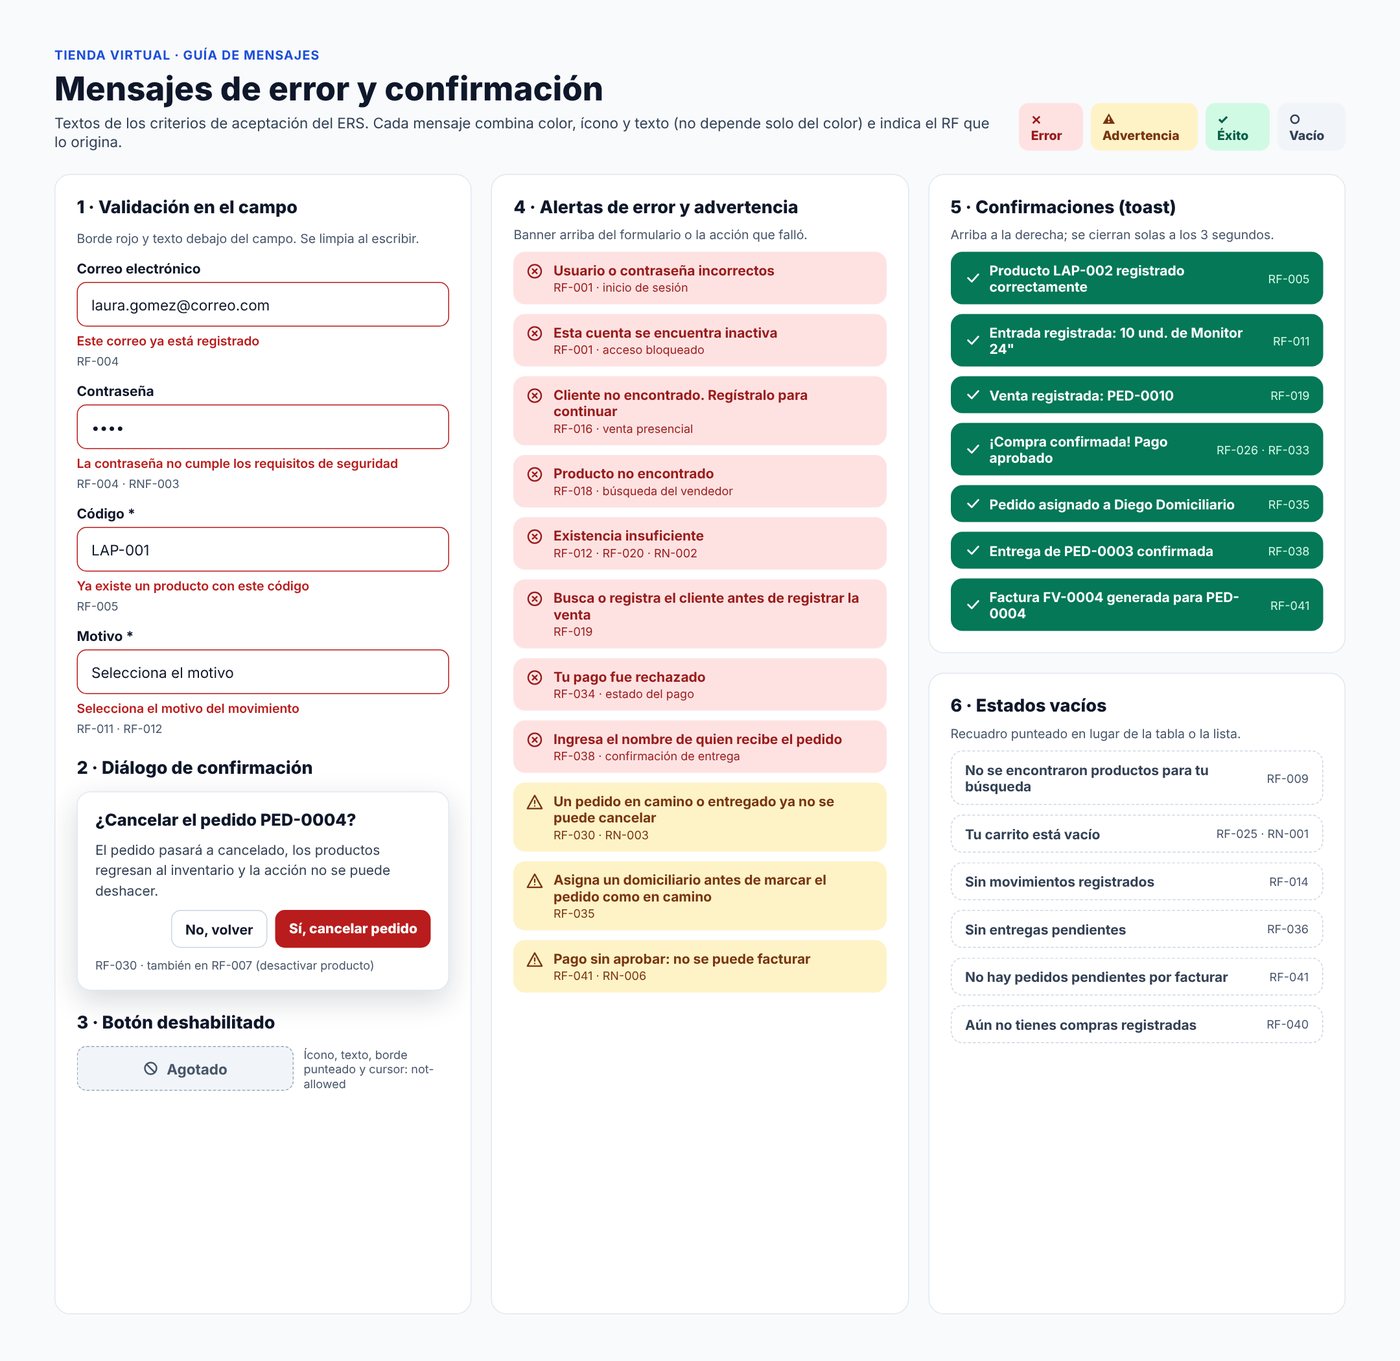 TIENDA VIRTUAL · GUÍA DE MENSAJES
Mensajes de error y confirmación
Textos de los criterios de aceptación del ERS. Cada mensaje combina color, ícono y texto (no depende solo del color) e indica el RF que
lo origina.
Error
Advertencia
Éxito
Vacío
1 · Validación en el campo
Borde rojo y texto debajo del campo. Se limpia al escribir.
Correo electrónico
laura.gomez@correo.com
Este correo ya está registrado
RF-004
Contraseña
••••
La contraseña no cumple los requisitos de seguridad
RF-004 · RNF-003
Código *
LAP-001
Ya existe un producto con este código
RF-005
Motivo *
Selecciona el motivo
Selecciona el motivo del movimiento
RF-011 · RF-012
2 · Diálogo de confirmación
¿Cancelar el pedido PED-0004?
El pedido pasará a cancelado, los productos
regresan al inventario y la acción no se puede
deshacer.
No, volver
Sí, cancelar pedido
RF-030 · también en RF-007 (desactivar producto)
3 · Botón deshabilitado
Agotado
Ícono, texto, borde
punteado y cursor: not-
allowed
4 · Alertas de error y advertencia
Banner arriba del formulario o la acción que falló.
Usuario o contraseña incorrectos
RF-001 · inicio de sesión
Esta cuenta se encuentra inactiva
RF-001 · acceso bloqueado
Cliente no encontrado. Regístralo para
continuar
RF-016 · venta presencial
Producto no encontrado
RF-018 · búsqueda del vendedor
Existencia insuficiente
RF-012 · RF-020 · RN-002
Busca o registra el cliente antes de registrar la
venta
RF-019
Tu pago fue rechazado
RF-034 · estado del pago
Ingresa el nombre de quien recibe el pedido
RF-038 · confirmación de entrega
Un pedido en camino o entregado ya no se
puede cancelar
RF-030 · RN-003
Asigna un domiciliario antes de marcar el
pedido como en camino
RF-035
Pago sin aprobar: no se puede facturar
RF-041 · RN-006
5 · Confirmaciones (toast)
Arriba a la derecha; se cierran solas a los 3 segundos.
Producto LAP-002 registrado
correctamente
RF-005
Entrada registrada: 10 und. de Monitor
24"
RF-011
Venta registrada: PED-0010
RF-019
¡Compra confirmada! Pago
aprobado
RF-026 · RF-033
Pedido asignado a Diego Domiciliario
RF-035
Entrega de PED-0003 confirmada
RF-038
Factura FV-0004 generada para PED-
0004
RF-041
6 · Estados vacíos
Recuadro punteado en lugar de la tabla o la lista.
No se encontraron productos para tu
búsqueda
RF-009
Tu carrito está vacío
RF-025 · RN-001
Sin movimientos registrados
RF-014
Sin entregas pendientes
RF-036
No hay pedidos pendientes por facturar
RF-041
Aún no tienes compras registradas
RF-040